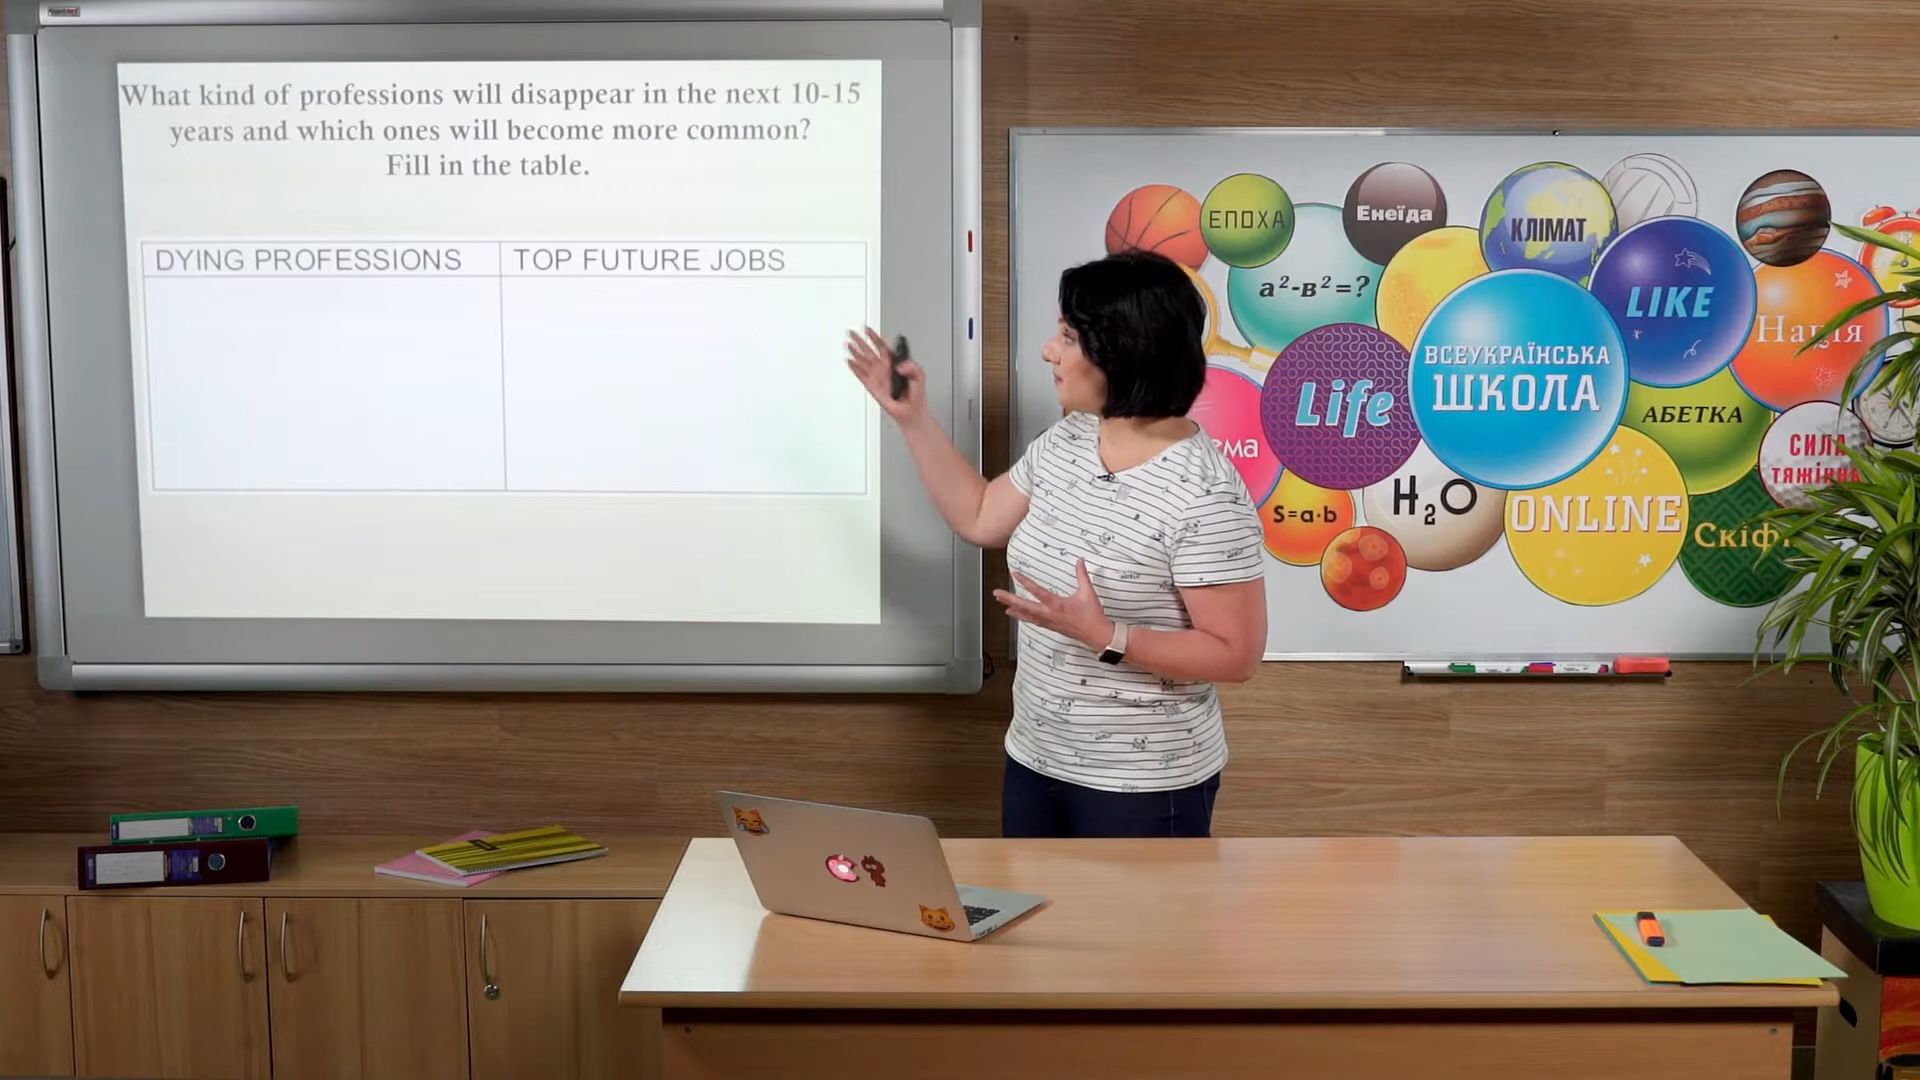 What kind of professions will disappear in the next 10-15
years and which ones will become more common?
Fill in the table.
DYING PROFESSIONS
TOP FUTURE JOBS
ЕПОХА
Енеїда
КЛІМАТ
a²-в²=?
LIKE
Нація
Life
ВСЕУКРАЇНСЬКА
ШКОЛА
АБЕТКА
СИЛА
ТЯЖІННЯ
H₂O
S=a·b
ONLINE